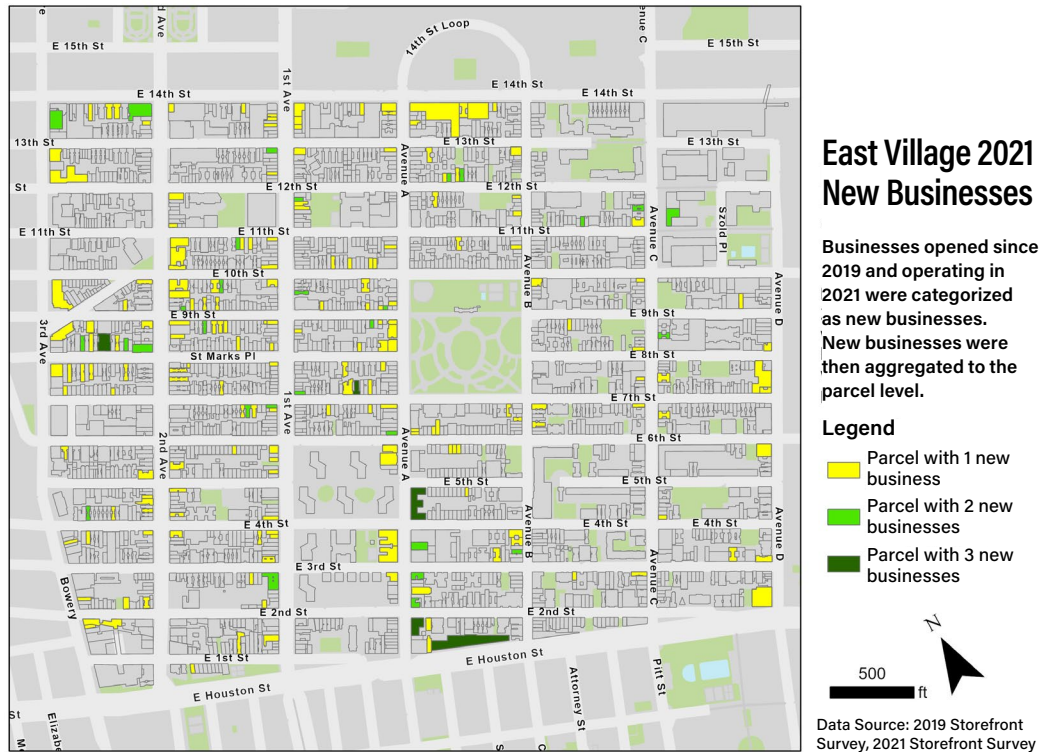 East Village 2021
New Businesses
Businesses opened since
2019 and operating in
2021 were categorized
as new businesses.
New businesses were
then aggregated to the
parcel level.
Legend
Parcel with 1 new
business
Parcel with 2 new
businesses
Parcel with 3 new
businesses
N
500
ft
Data Source: 2019 Storefront
Survey, 2021 Storefront Survey
E 15th St
d Ave
14th St Loop
enue C
E 15th St
1st Ave
E 14th St
E 14th St
E 14th St
13th St
E 13th St
E 13th St
Avenue A
St
E 12th St
E 12th St
Avenue C
Szold Pl
E 11th St
E 11th St
E 11th St
E 10th St
Avenue B
Avenue D
3rd Ave
E 9th St
E 9th St
St Marks Pl
E 8th St
1st Ave
E 7th St
2nd Ave
Avenue A
E 6th St
E 5th St
E 5th St
E 4th St
Avenue B
E 4th St
E 4th St
Avenue D
E 3rd St
Avenue C
Bowery
E 2nd St
E 2nd St
E 1st St
E Houston St
E Houston St
Attorney St
Pitt St
St
Elizabe